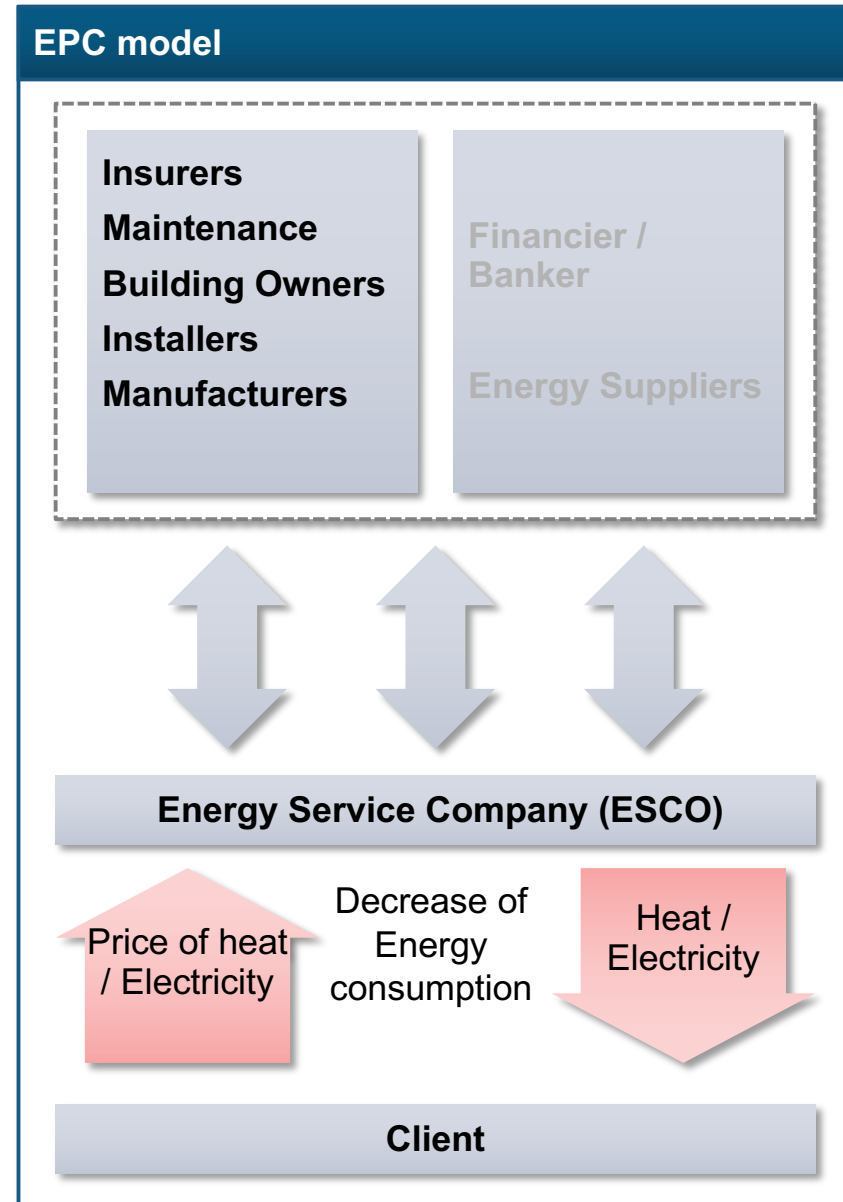 EPC model
Insurers
Maintenance
Building Owners
Installers
Manufacturers
Financier /
Banker
Energy Suppliers
Energy Service Company (ESCO)
Price of heat
/ Electricity
Decrease of
Energy
consumption
Heat /
Electricity
Client